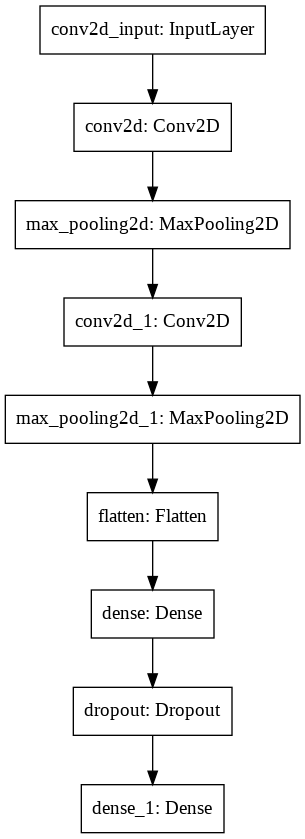 conv2d_input: InputLayer
conv2d: Conv2D
max_pooling2d: MaxPooling2D
conv2d_1: Conv2D
max_pooling2d_1: MaxPooling2D
flatten: Flatten
dense: Dense
dropout: Dropout
dense_1: Dense